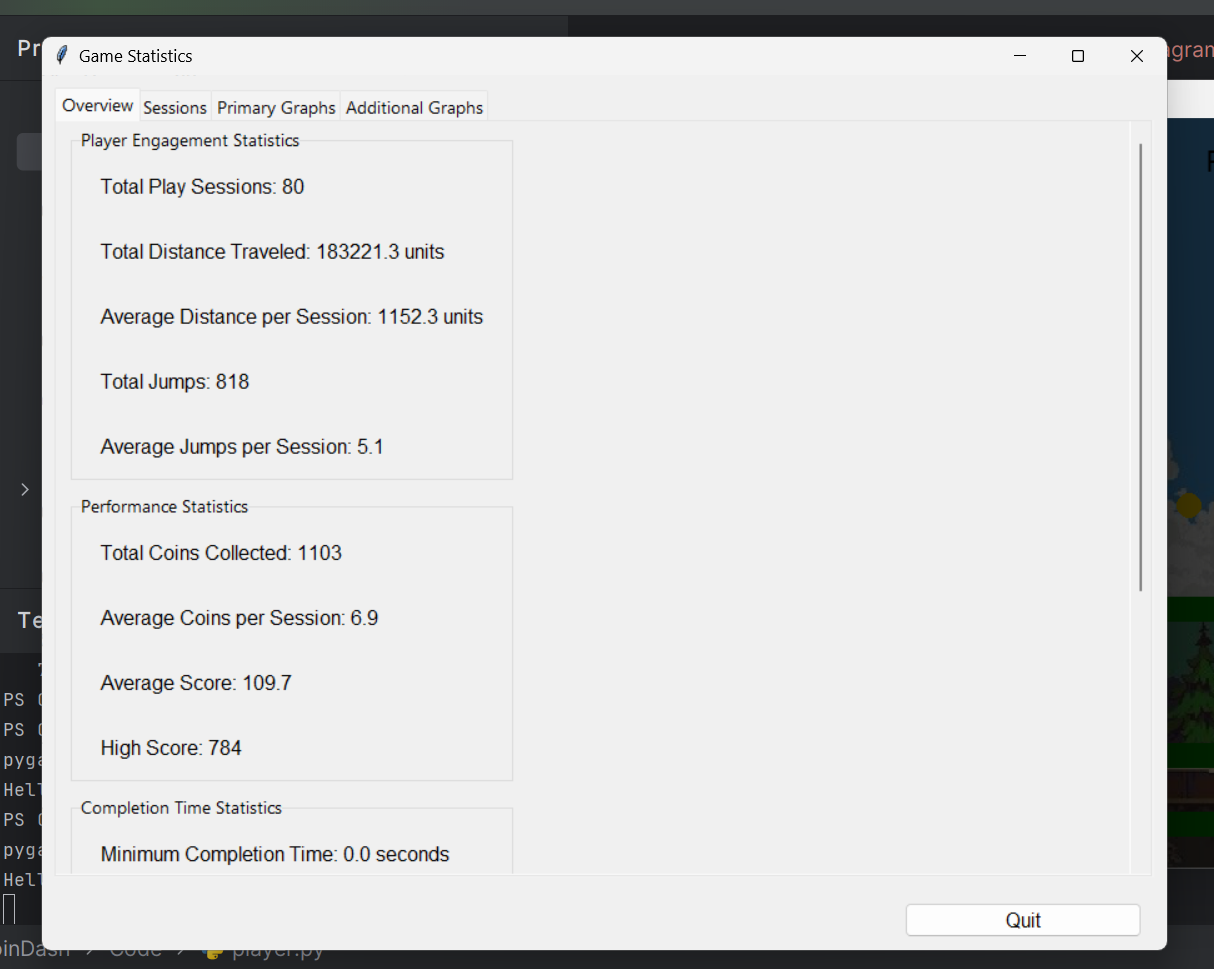 Pr
Game Statistics
Overview
Sessions
Primary Graphs
Additional Graphs
Player Engagement Statistics
Total Play Sessions: 80
Total Distance Traveled: 183221.3 units
Average Distance per Session: 1152.3 units
Total Jumps: 818
Average Jumps per Session: 5.1
Performance Statistics
Total Coins Collected: 1103
Average Coins per Session: 6.9
Average Score: 109.7
High Score: 784
Completion Time Statistics
Minimum Completion Time: 0.0 seconds
Quit
Te
PS
PS
pyga
Hell
PS
pyga
Hell
inDash > Code > player.py